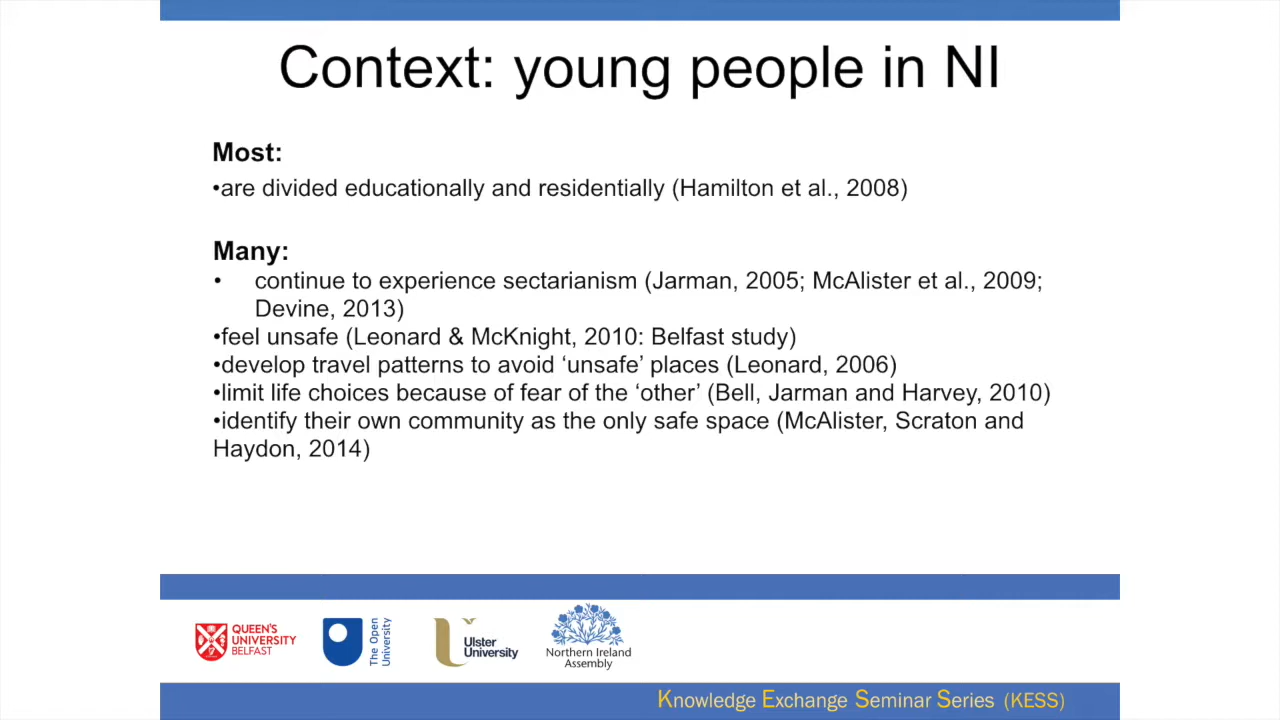 Context: young people in NI
Most:
•are divided educationally and residentially (Hamilton et al., 2008)
Many:
• continue to experience sectarianism (Jarman, 2005; McAlister et al., 2009;
Devine, 2013)
•feel unsafe (Leonard & McKnight, 2010: Belfast study)
•develop travel patterns to avoid ‘unsafe’ places (Leonard, 2006)
•limit life choices because of fear of the ‘other’ (Bell, Jarman and Harvey, 2010)
•identify their own community as the only safe space (McAlister, Scraton and
Haydon, 2014)
QUEEN'S
UNIVERSITY
BELFAST
The Open
University
Ulster
University
Northern Ireland
Assembly
Knowledge Exchange Seminar Series (KESS)